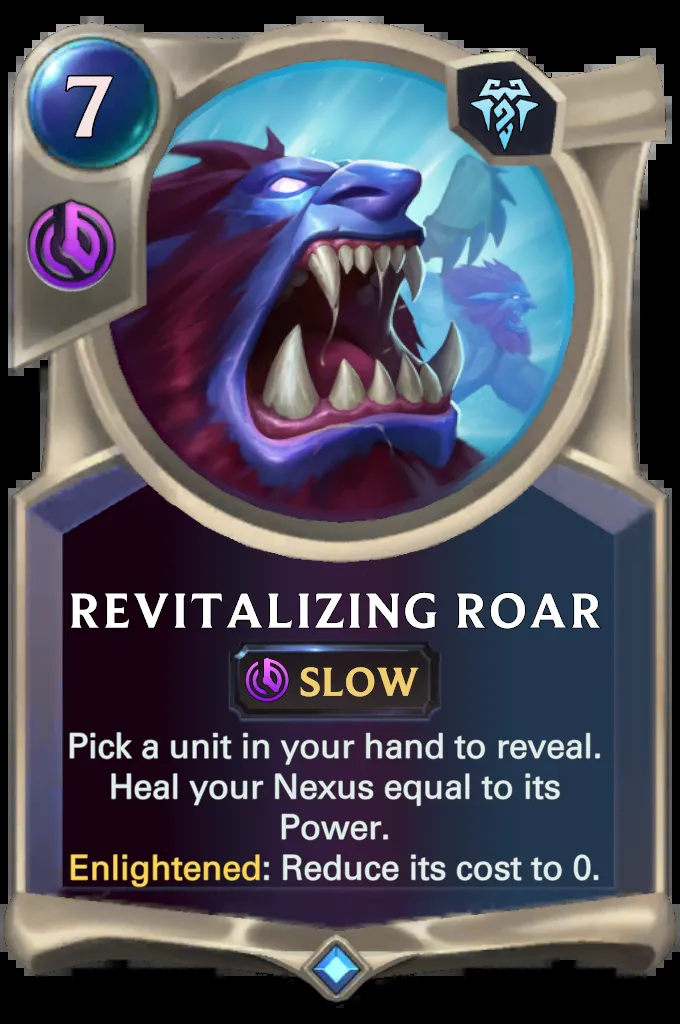 7
REVITALIZING ROAR
SLOW
Pick a unit in your hand to reveal.
Heal your Nexus equal to its
Power.
Enlightened: Reduce its cost to 0.